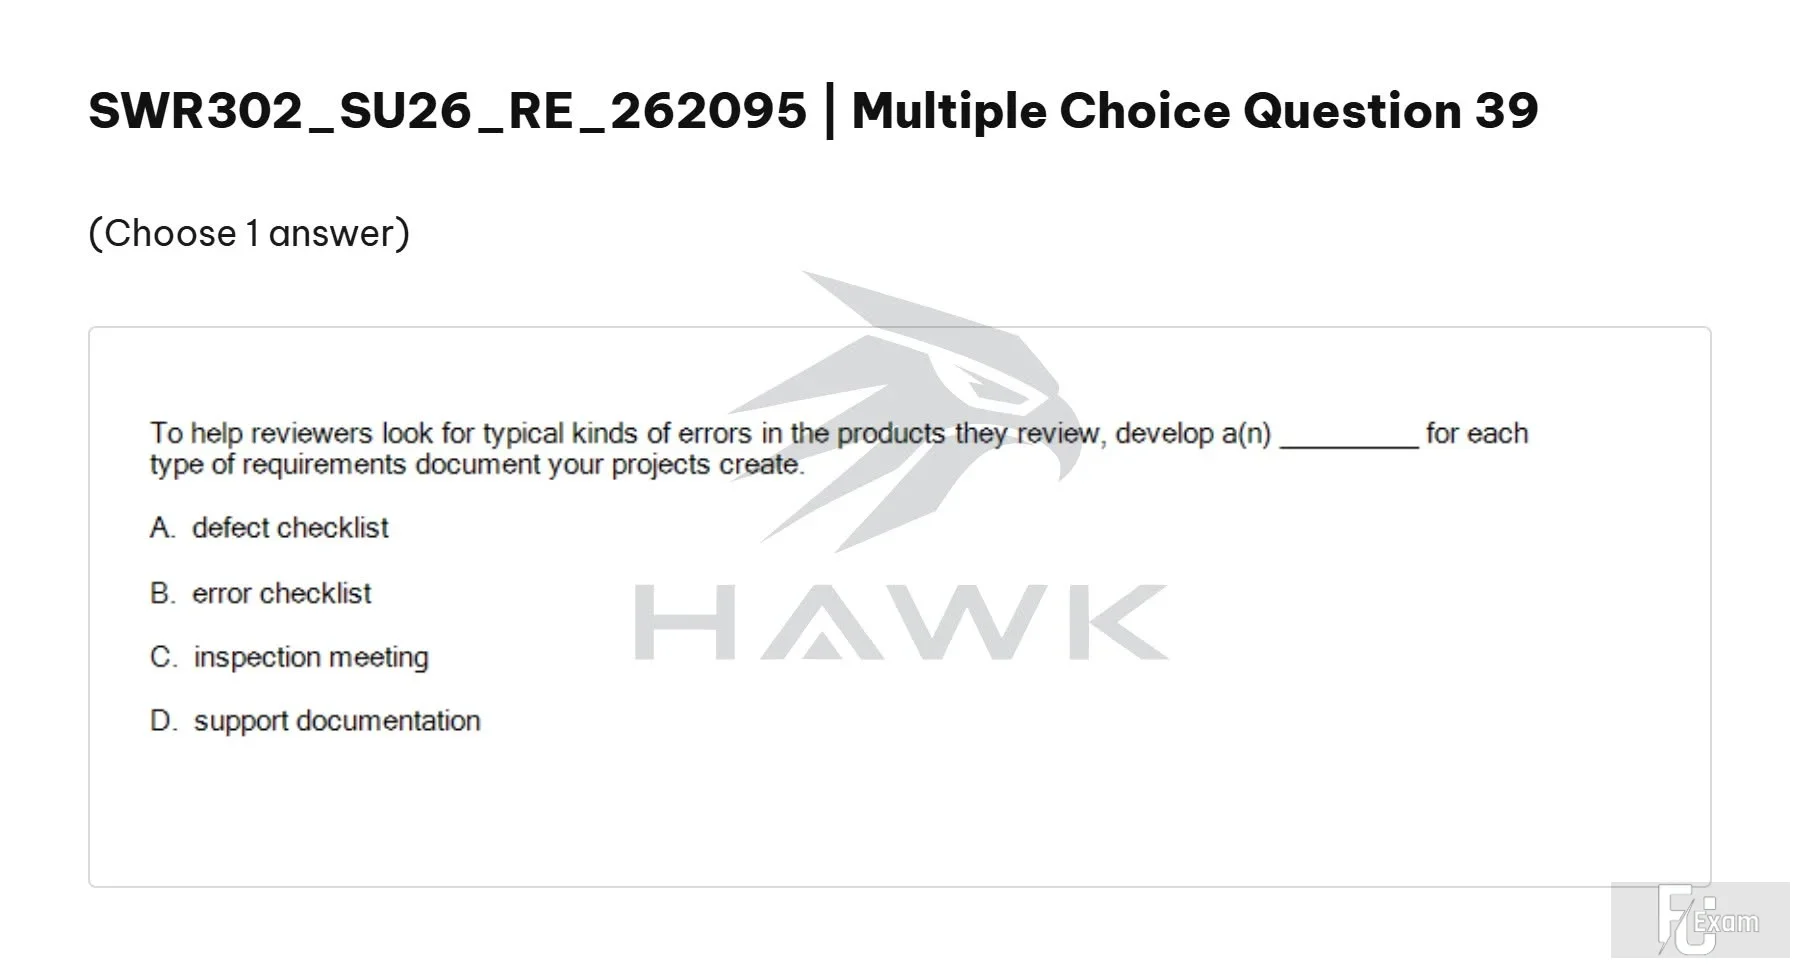 SWR302_SU26_RE_262095 | Multiple Choice Question 39
(Choose 1 answer)
To help reviewers look for typical kinds of errors in the products they review, develop a(n) _________ for each
type of requirements document your projects create.
A. defect checklist
B. error checklist
C. inspection meeting
D. support documentation
HAWK
FU Exam